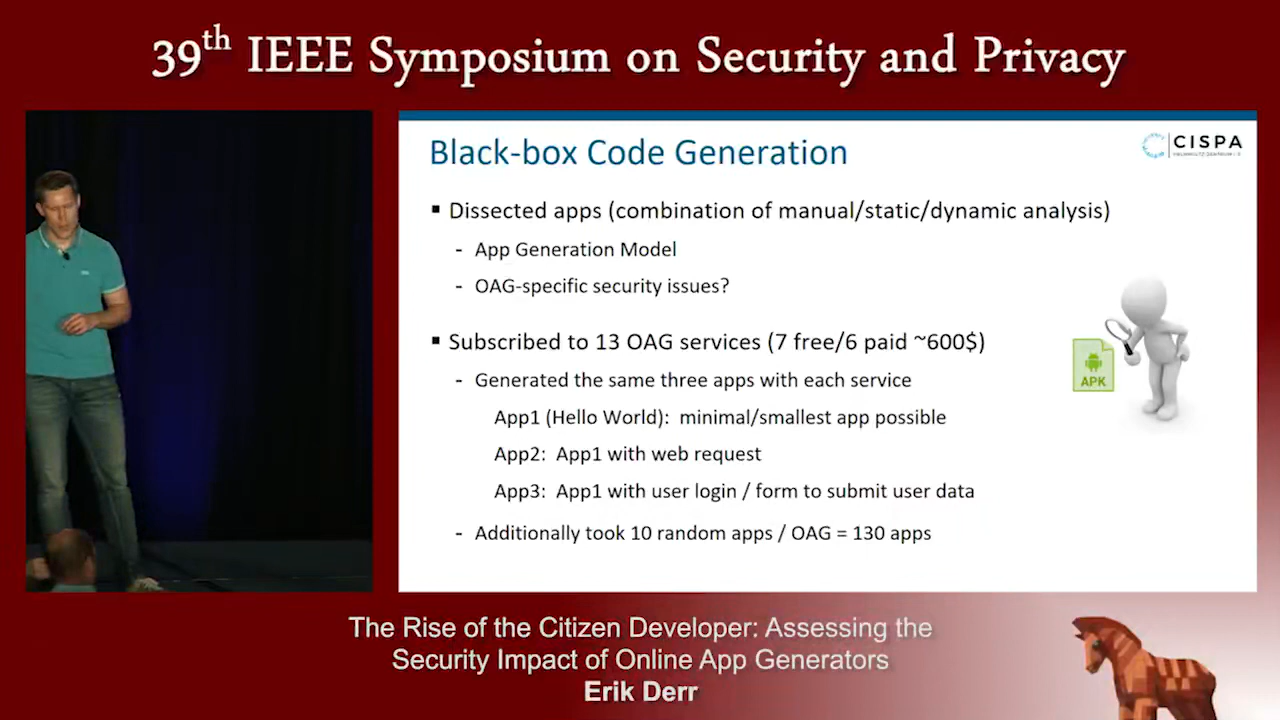 39th IEEE Symposium on Security and Privacy
Black-box Code Generation
CISPA
▪ Dissected apps (combination of manual/static/dynamic analysis)
- App Generation Model
- OAG-specific security issues?
▪ Subscribed to 13 OAG services (7 free/6 paid ~600$)
- Generated the same three apps with each service
App1 (Hello World): minimal/smallest app possible
App2: App1 with web request
App3: App1 with user login / form to submit user data
- Additionally took 10 random apps / OAG = 130 apps
APK
The Rise of the Citizen Developer: Assessing the
Security Impact of Online App Generators
Erik Derr